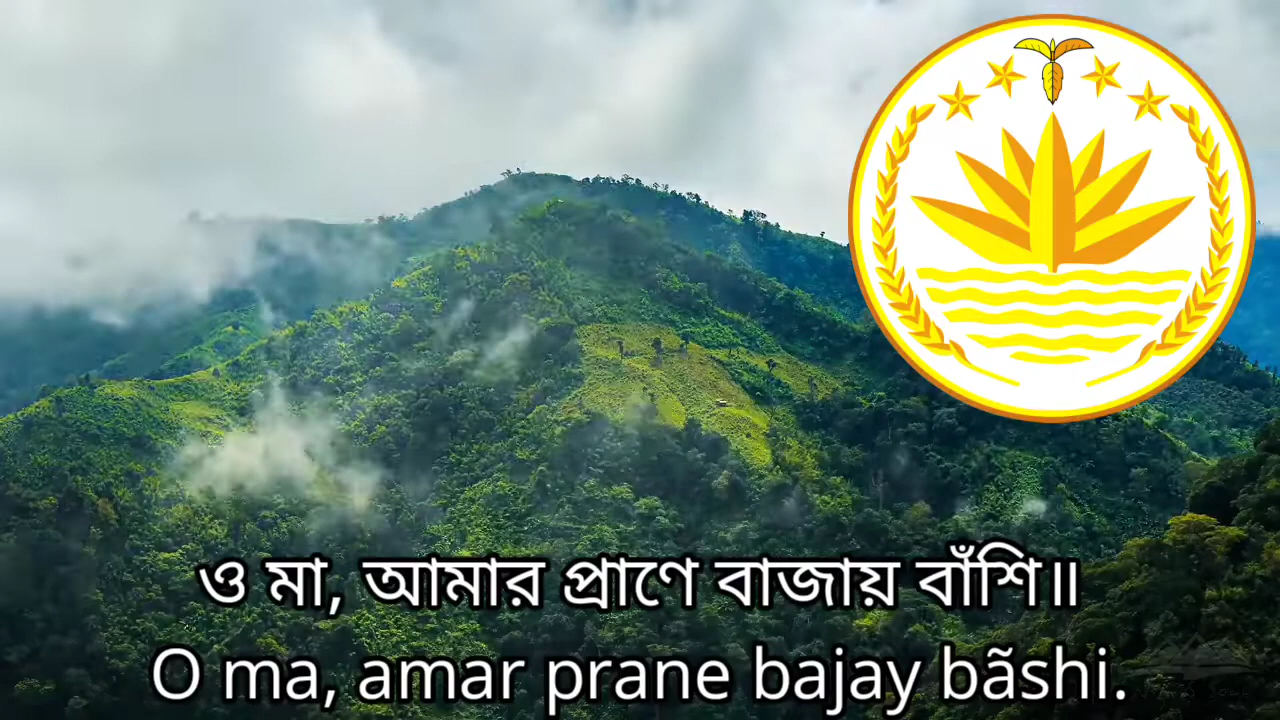 ও মা, আমার প্রাণে বাজায় বাঁশি॥
O ma, amar prane bajay bãshi.